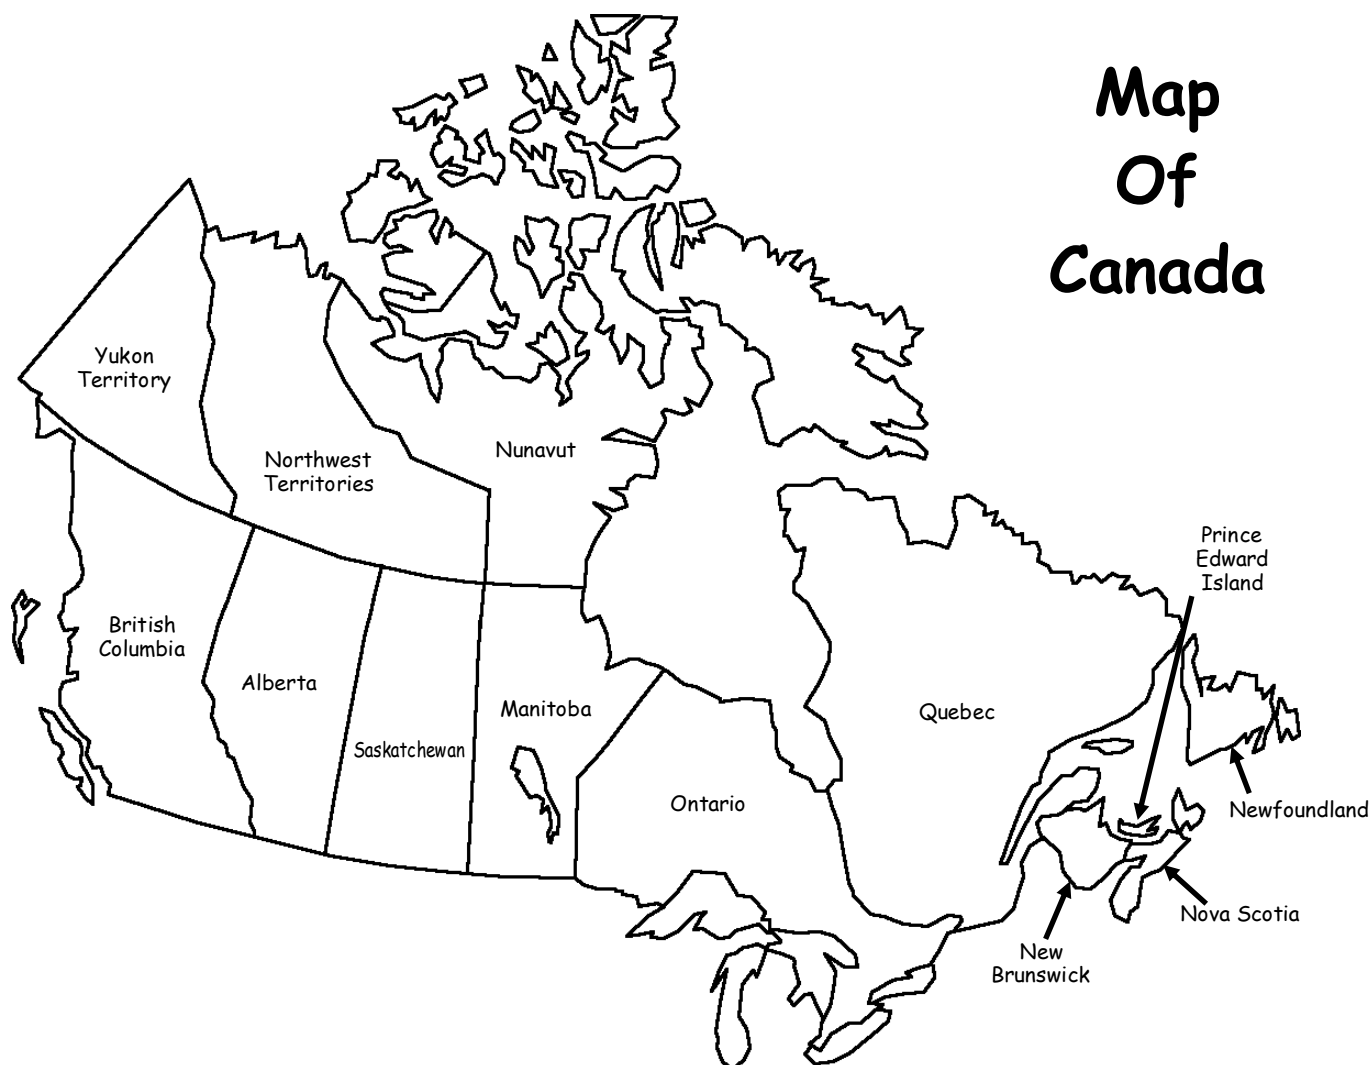 Map
Of
Canada
Yukon
Territory
Northwest
Territories
Nunavut
Prince
Edward
Island
British
Columbia
Alberta
Saskatchewan
Manitoba
Ontario
Quebec
Newfoundland
Nova Scotia
New
Brunswick